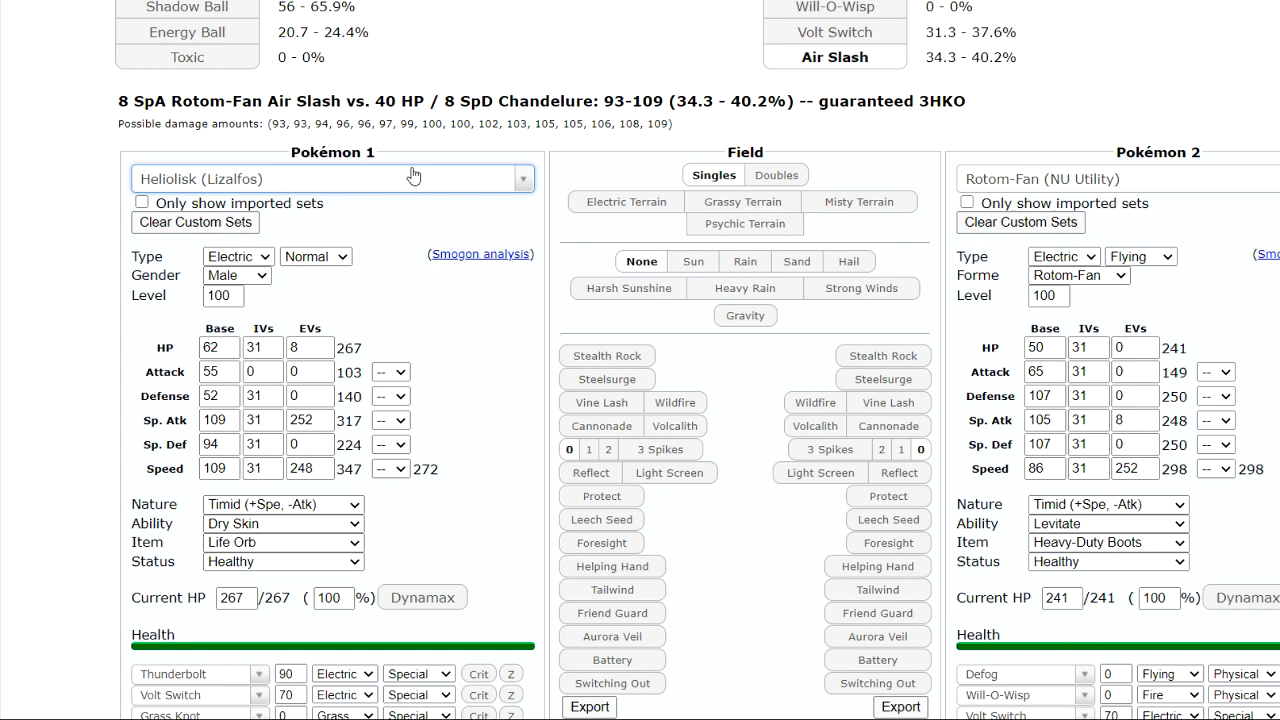 Shadow Ball 56 - 65.9% Will-O-Wisp 0 - 0%
Energy Ball 20.7 - 24.4% Volt Switch 31.3 - 37.6%
Toxic 0 - 0% Air Slash 34.3 - 40.2%
8 SpA Rotom-Fan Air Slash vs. 40 HP / 8 SpD Chandelure: 93-109 (34.3 - 40.2%) -- guaranteed 3HKO
Possible damage amounts: (93, 93, 94, 96, 96, 97, 99, 100, 100, 102, 103, 105, 105, 106, 108, 109)
Pokémon 1
Heliolisk (Lizalfos)
Only show imported sets
Clear Custom Sets
Type Electric Normal (Smogon analysis)
Gender Male
Level 100
Base IVs EVs
HP 62 31 8 267
Attack 55 0 0 103 --
Defense 52 31 0 140 --
Sp. Atk 109 31 252 317 --
Sp. Def 94 31 0 224 --
Speed 109 31 248 347 -- 272
Nature Timid (+Spe, -Atk)
Ability Dry Skin
Item Life Orb
Status Healthy
Current HP 267 /267 ( 100 %) Dynamax
Health
Thunderbolt 90 Electric Special Crit Z
Volt Switch 70 Electric Special Crit Z
Grass Knot 0 Grass Special Crit Z
Field
Singles Doubles
Electric Terrain Grassy Terrain Misty Terrain
Psychic Terrain
None Sun Rain Sand Hail
Harsh Sunshine Heavy Rain Strong Winds
Gravity
Stealth Rock Stealth Rock
Steelsurge Steelsurge
Vine Lash Wildfire Wildfire Vine Lash
Cannonade Volcalith Volcalith Cannonade
0 1 2 3 Spikes 3 Spikes 2 1 0
Reflect Light Screen Light Screen Reflect
Protect Protect
Leech Seed Leech Seed
Foresight Foresight
Helping Hand Helping Hand
Tailwind Tailwind
Friend Guard Friend Guard
Aurora Veil Aurora Veil
Battery Battery
Switching Out Switching Out
Export Export
Pokémon 2
Rotom-Fan (NU Utility)
Only show imported sets
Clear Custom Sets
Type Electric Flying (Smo
Forme Rotom-Fan
Level 100
Base IVs EVs
HP 50 31 0 241
Attack 65 31 0 149 --
Defense 107 31 0 250 --
Sp. Atk 105 31 8 248 --
Sp. Def 107 31 0 250 --
Speed 86 31 252 298 -- 298
Nature Timid (+Spe, -Atk)
Ability Levitate
Item Heavy-Duty Boots
Status Healthy
Current HP 241 /241 ( 100 %) Dynamax
Health
Defog 0 Flying Physical
Will-O-Wisp 0 Fire Physical
Volt Switch 70 Electric Special